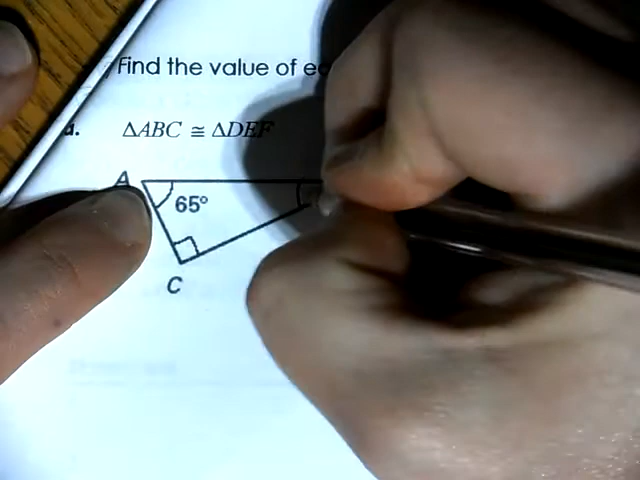 Find the value of
a. ΔABC ≅ ΔDEF
A
65°
C